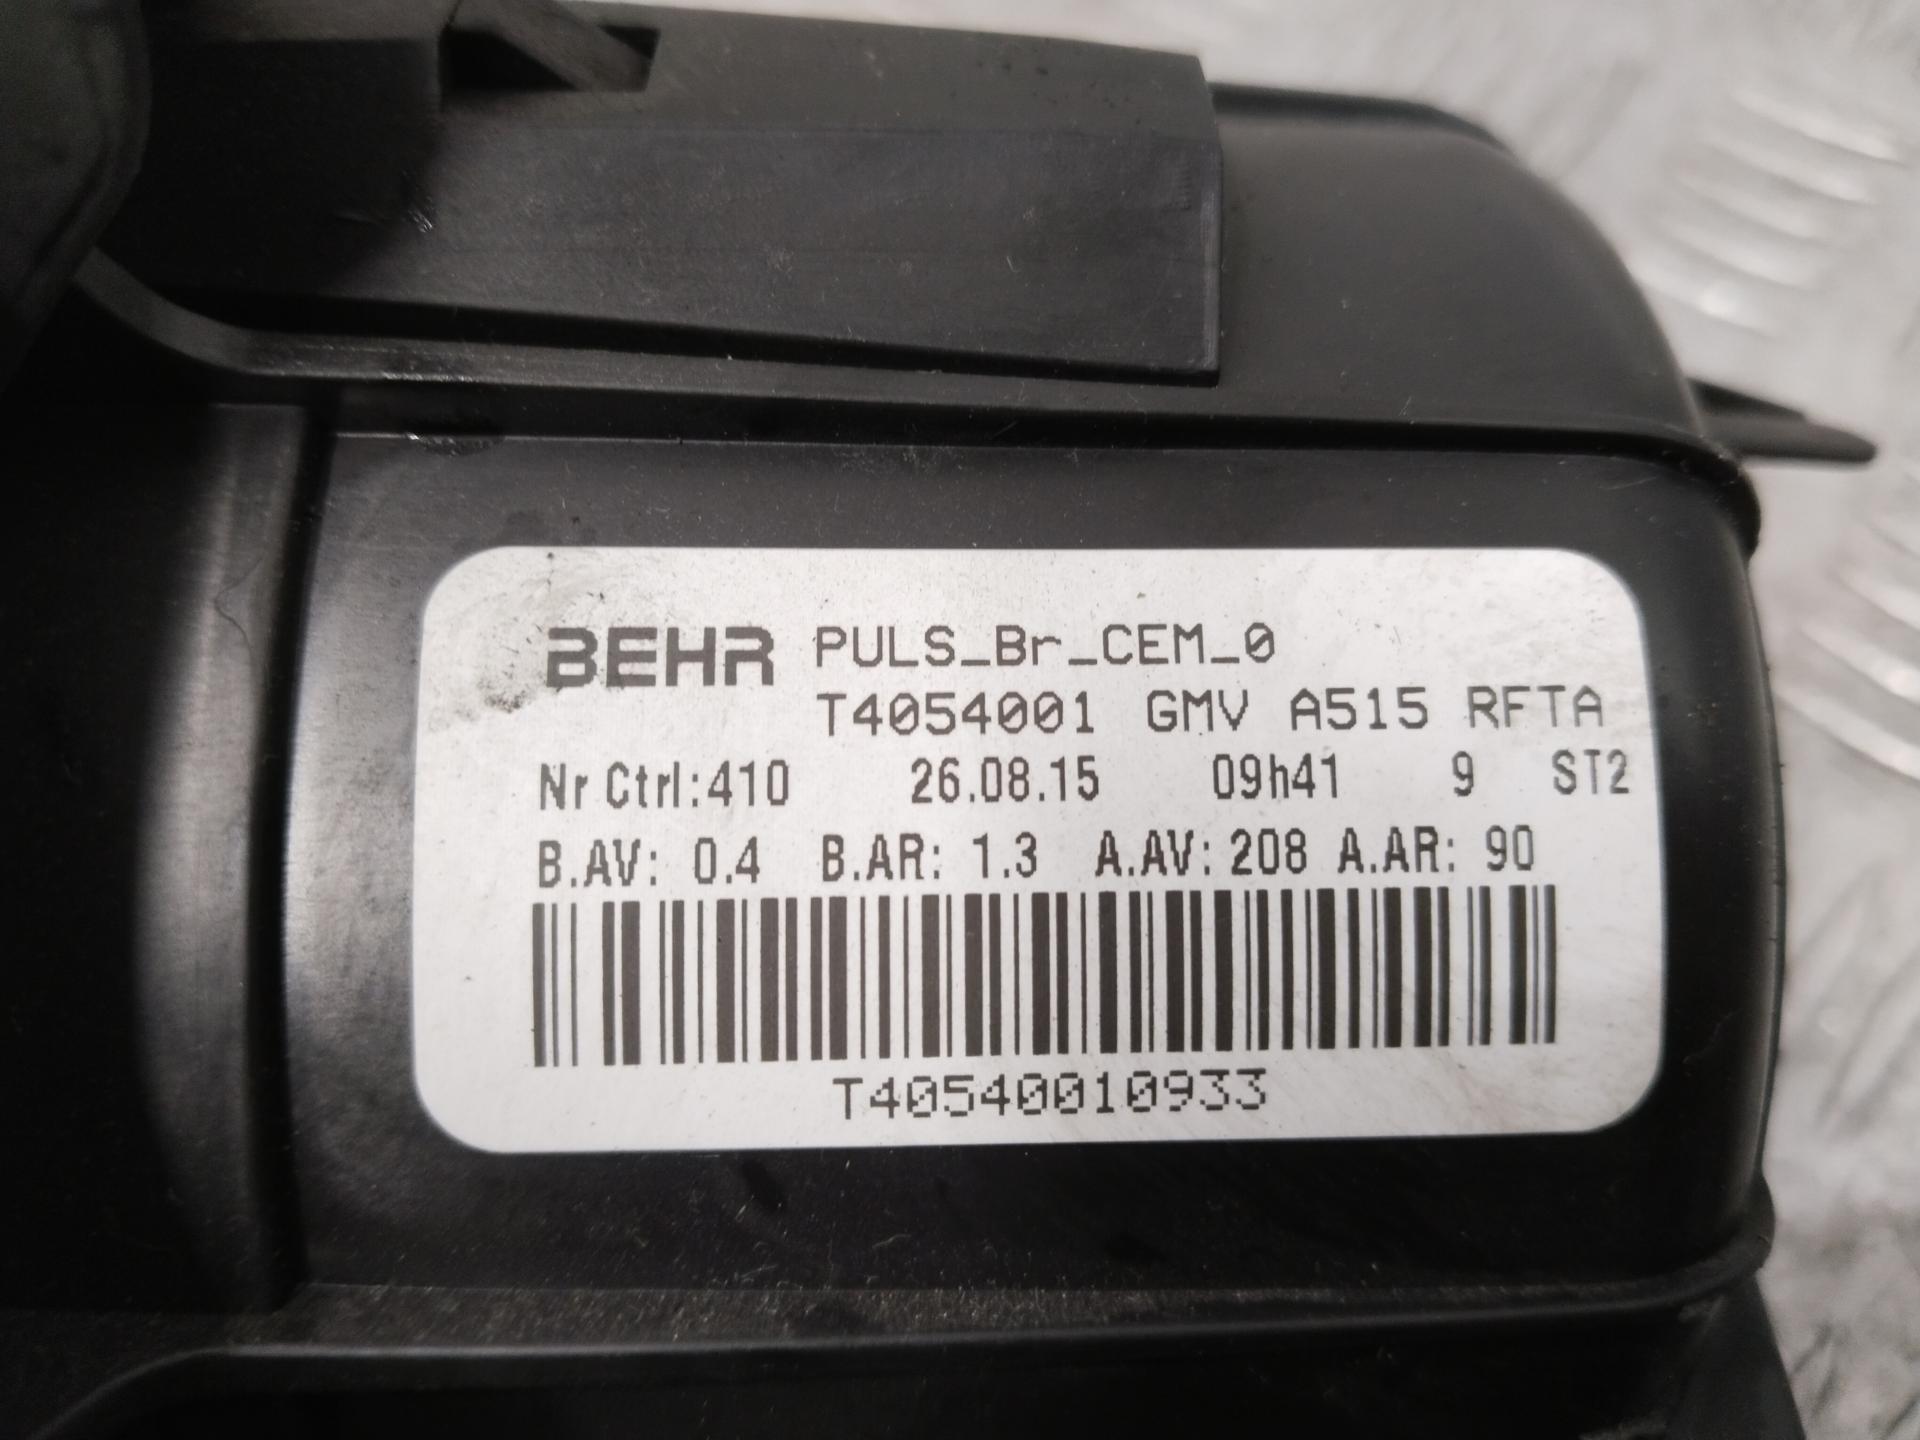 BEHR PULS_Br_CEM_0
T4054001 GMV A515 RFTA
Nr Ctrl:410 26.08.15 09h41 9 ST2
B.AV: 0.4 B.AR: 1.3 A.AV: 208 A.AR: 90
T40540010933